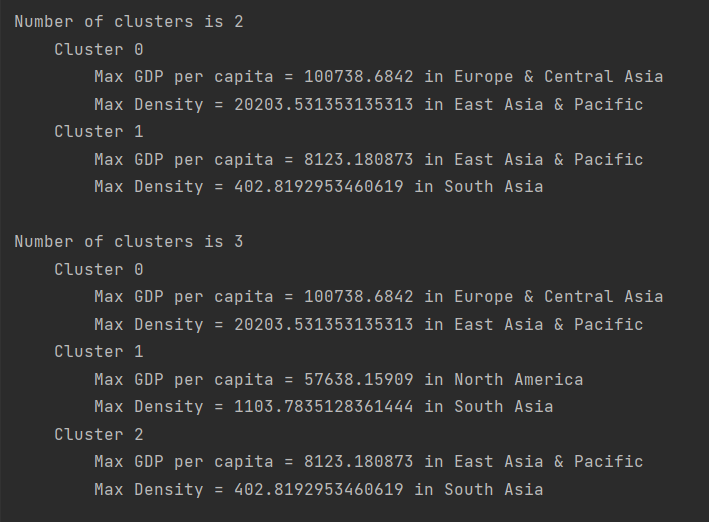 Number of clusters is 2
Cluster 0
Max GDP per capita = 100738.6842 in Europe & Central Asia
Max Density = 20203.531353135313 in East Asia & Pacific
Cluster 1
Max GDP per capita = 8123.180873 in East Asia & Pacific
Max Density = 402.8192953460619 in South Asia
Number of clusters is 3
Cluster 0
Max GDP per capita = 100738.6842 in Europe & Central Asia
Max Density = 20203.531353135313 in East Asia & Pacific
Cluster 1
Max GDP per capita = 57638.15909 in North America
Max Density = 1103.7835128361444 in South Asia
Cluster 2
Max GDP per capita = 8123.180873 in East Asia & Pacific
Max Density = 402.8192953460619 in South Asia